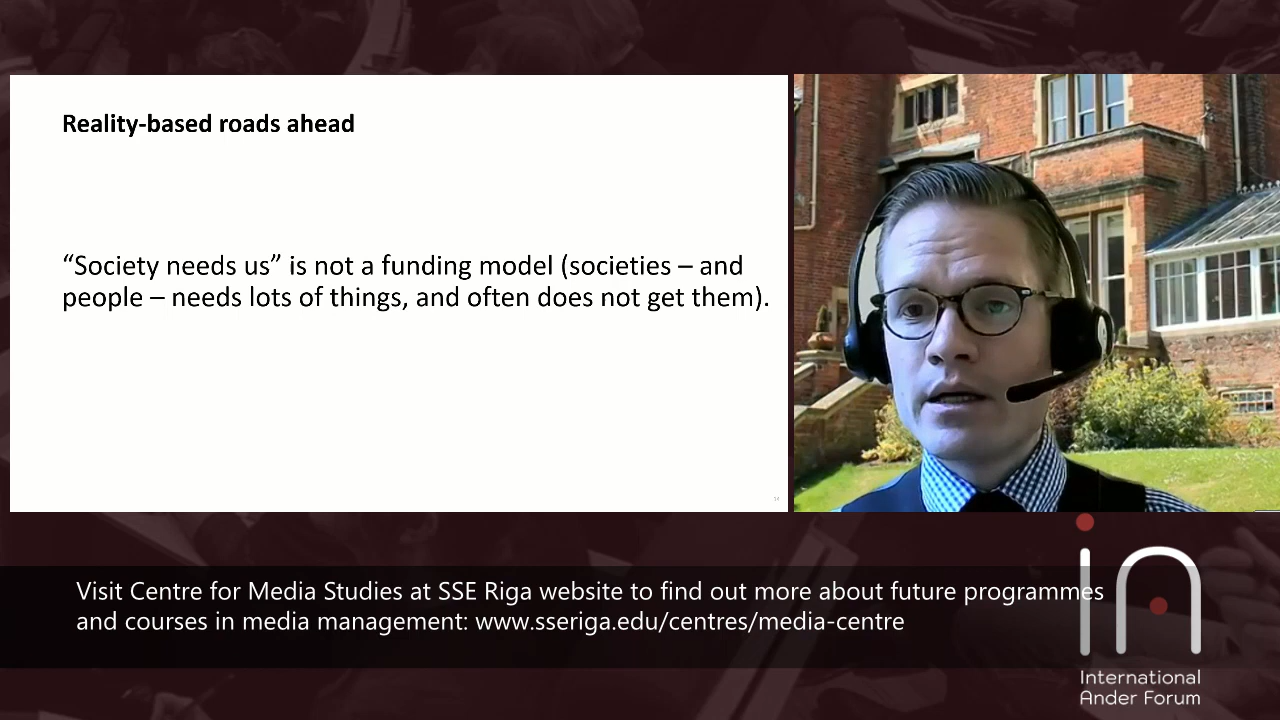 Reality-based roads ahead
“Society needs us” is not a funding model (societies – and
people – needs lots of things, and often does not get them).
Visit Centre for Media Studies at SSE Riga website to find out more about future programmes
and courses in media management: www.sseriga.edu/centres/media-centre
in
International
Ander Forum